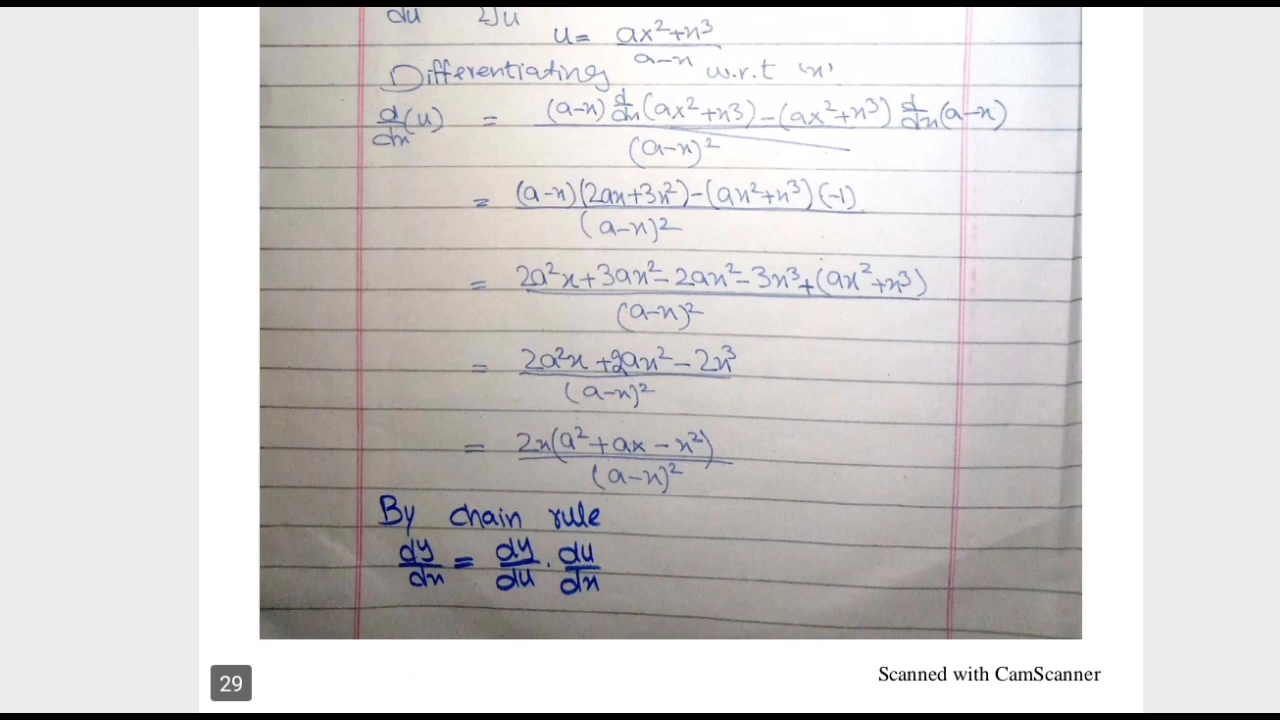 du 2√u
u = ax²+x³/a-x
Differentiating w.r.t 'x'
d/dx(u) = (a-x) d/dx(ax²+x³) - (ax²+x³) d/dx(a-x)/(a-x)²
= (a-x)(2ax+3x²)-(ax²+x³)(-1)/(a-x)²
= 2a²x+3ax²-2ax²-3x³+(ax²+x³)/(a-x)²
= 2a²x+2ax²-2x³/(a-x)²
= 2x(a²+ax-x²)/(a-x)²
By chain rule
dy/dx = dy/du . du/dx
29
Scanned with CamScanner